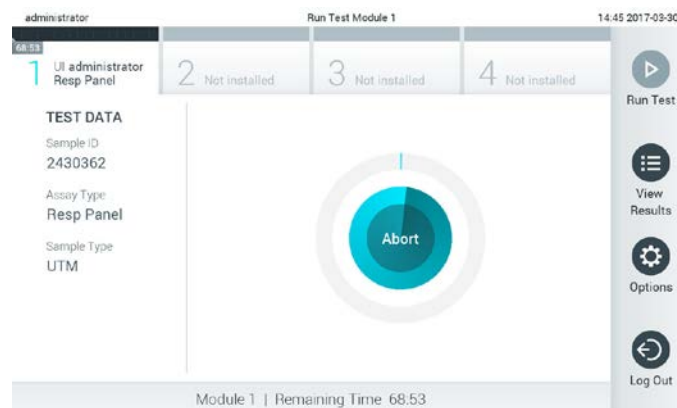 administrator
Run Test Module 1
14:45 2017-03-30
68:53
1 UI administrator
Resp Panel
2 Not installed
3 Not installed
4 Not installed
Run Test
TEST DATA
Sample ID
2430362
Assay Type
Resp Panel
Sample Type
UTM
Abort
View
Results
Options
Log Out
Module 1 | Remaining Time 68:53